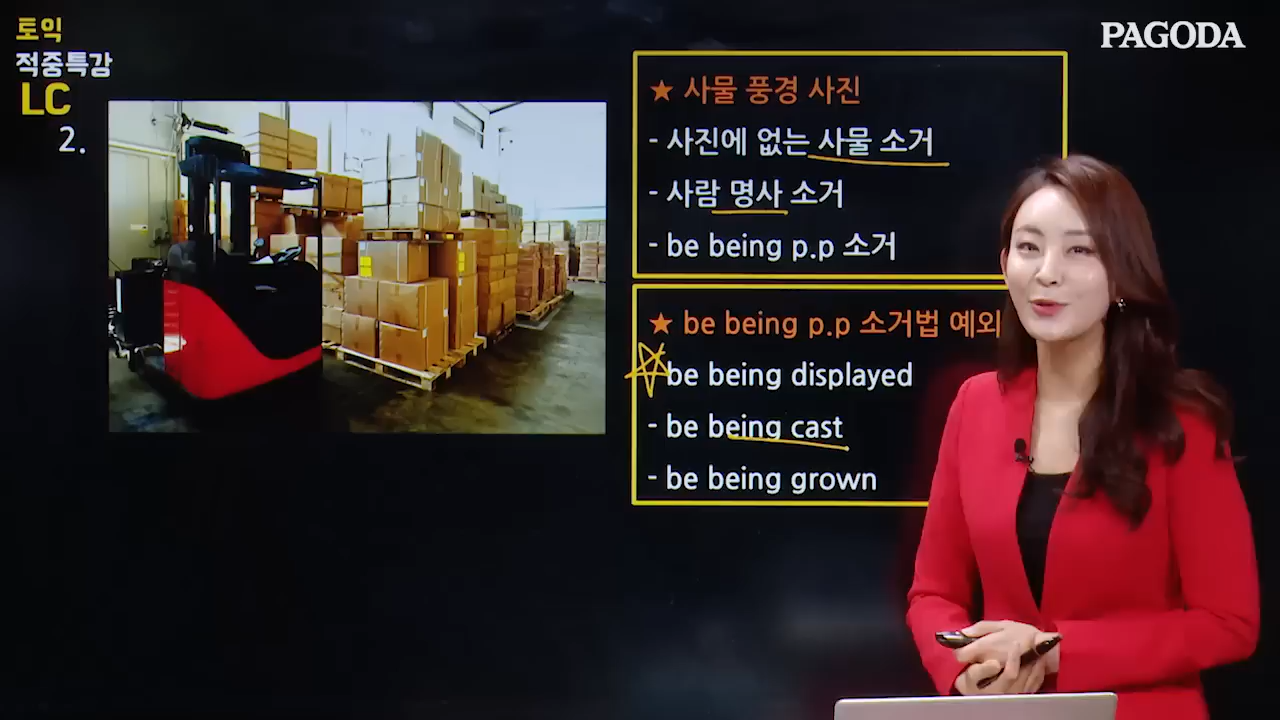 토익
적중특강
LC
2.
PAGODA
★ 사물 풍경 사진
- 사진에 없는 사물 소거
- 사람 명사 소거
- be being p.p 소거
★ be being p.p 소거법 예외
be being displayed
- be being cast
- be being grown